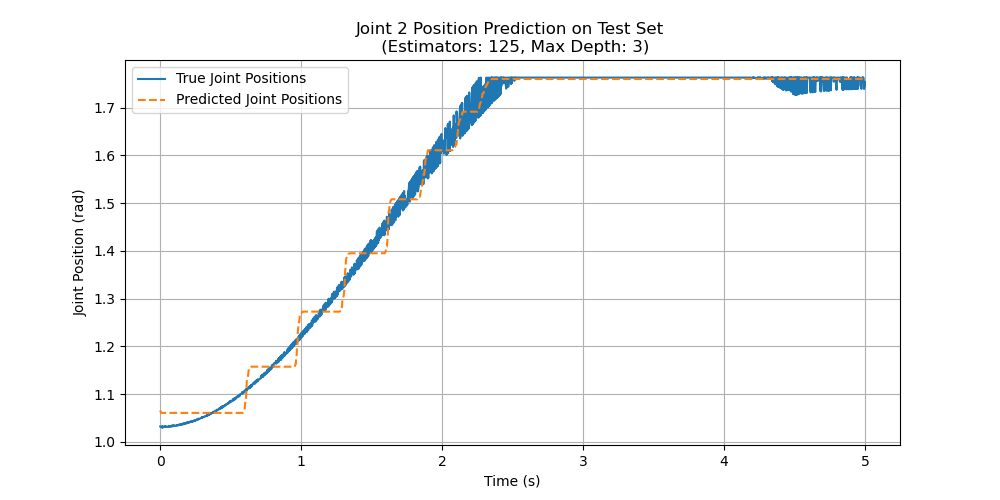 Joint 2 Position Prediction on Test Set
(Estimators: 125, Max Depth: 3)
True Joint Positions
Predicted Joint Positions
Joint Position (rad)
1.7
1.6
1.5
1.4
1.3
1.2
1.1
1.0
0 1 2 3 4 5
Time (s)